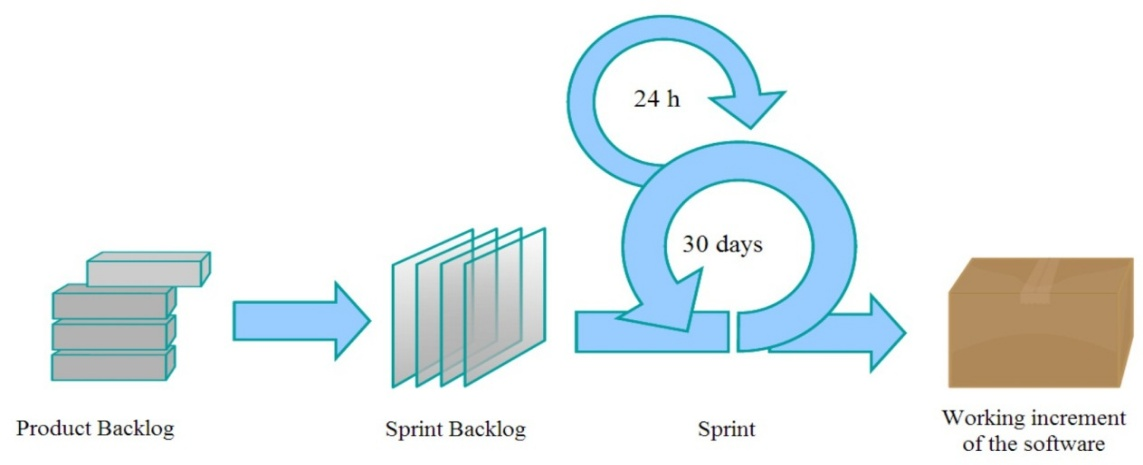 24 h
30 days
Product Backlog
Sprint Backlog
Sprint
Working increment
of the software